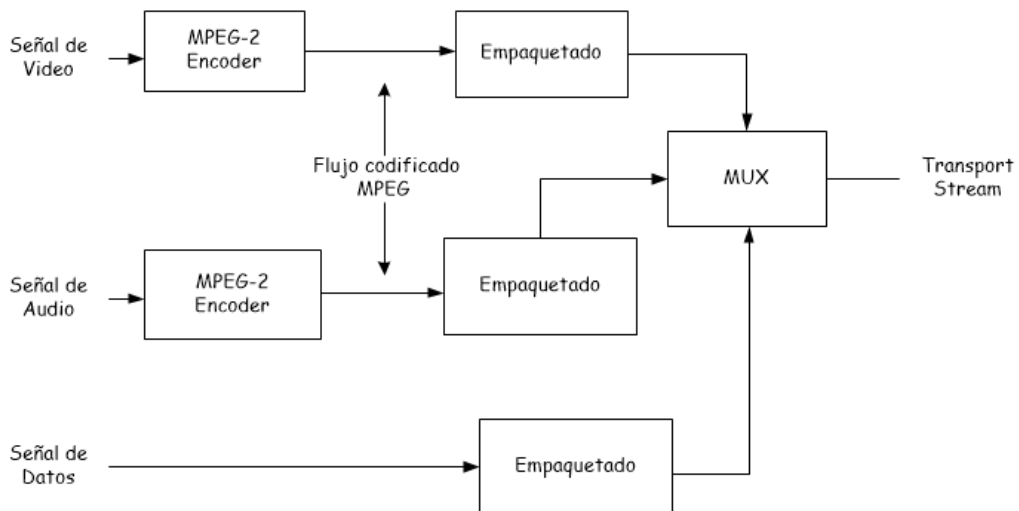 Señal de
Video
MPEG-2
Encoder
Empaquetado
Flujo codificado
MPEG
MUX
Transport
Stream
Señal de
Audio
MPEG-2
Encoder
Empaquetado
Señal de
Datos
Empaquetado